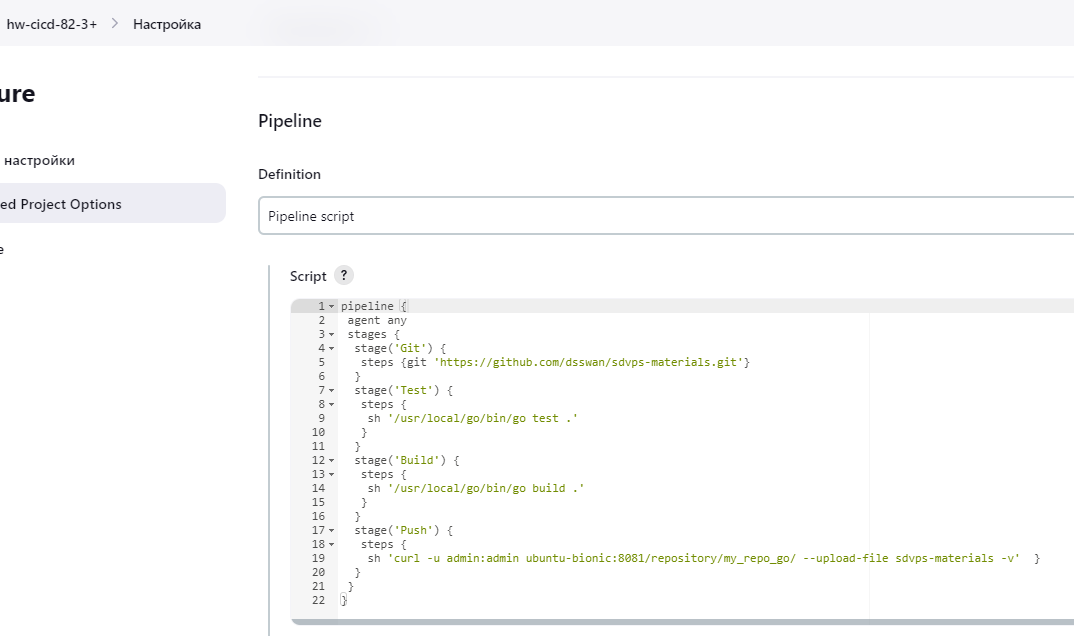 hw-cicd-82-3+ > Настройка
ure
настройки
ed Project Options
e
Pipeline
Definition
Pipeline script
Script ?
1 pipeline {
2 agent any
3 stages {
4 stage('Git') {
5 steps {git 'https://github.com/dsswan/sdvps-materials.git'}
6 }
7 stage('Test') {
8 steps {
9 sh '/usr/local/go/bin/go test .'
10 }
11 }
12 stage('Build') {
13 steps {
14 sh '/usr/local/go/bin/go build .'
15 }
16 }
17 stage('Push') {
18 steps {
19 sh 'curl -u admin:admin ubuntu-bionic:8081/repository/my_repo_go/ --upload-file sdvps-materials -v' }
20 }
21 }
22 }